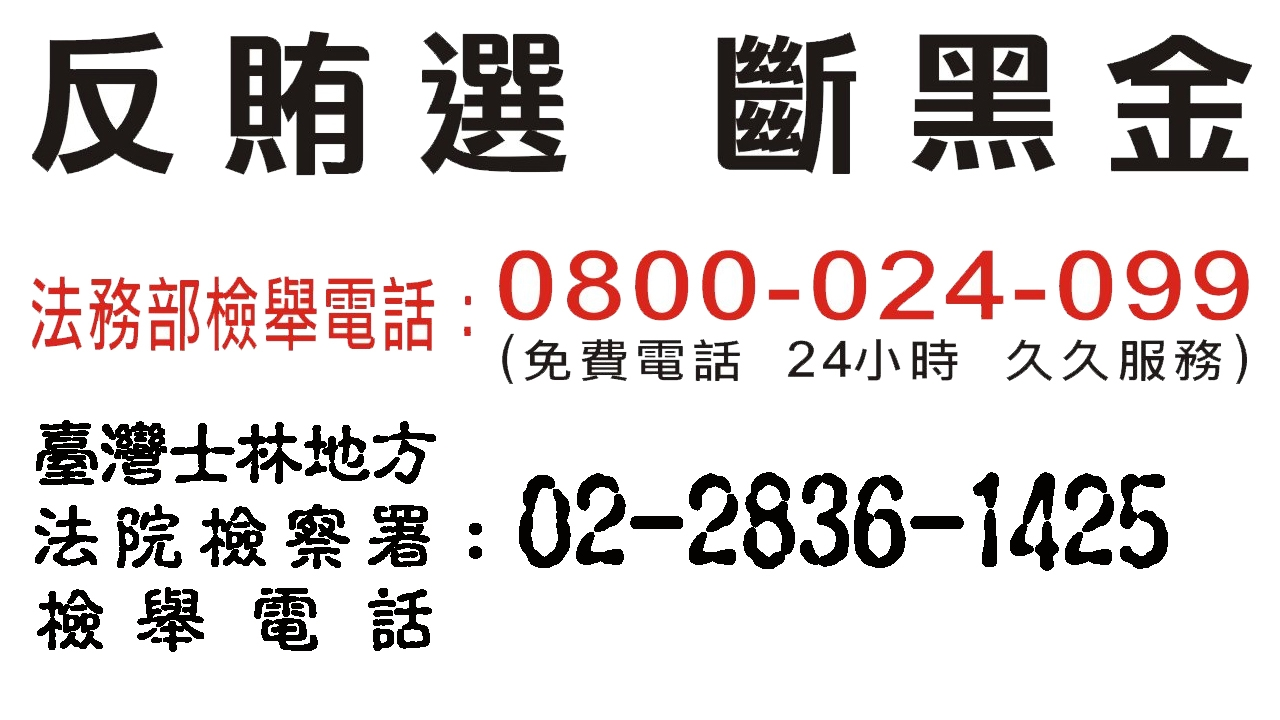 反賄選 斷黑金
法務部檢舉電話：0800-024-099
(免費電話 24小時 久久服務)
臺灣士林地方
法院檢察署：02-2836-1425
檢舉電話